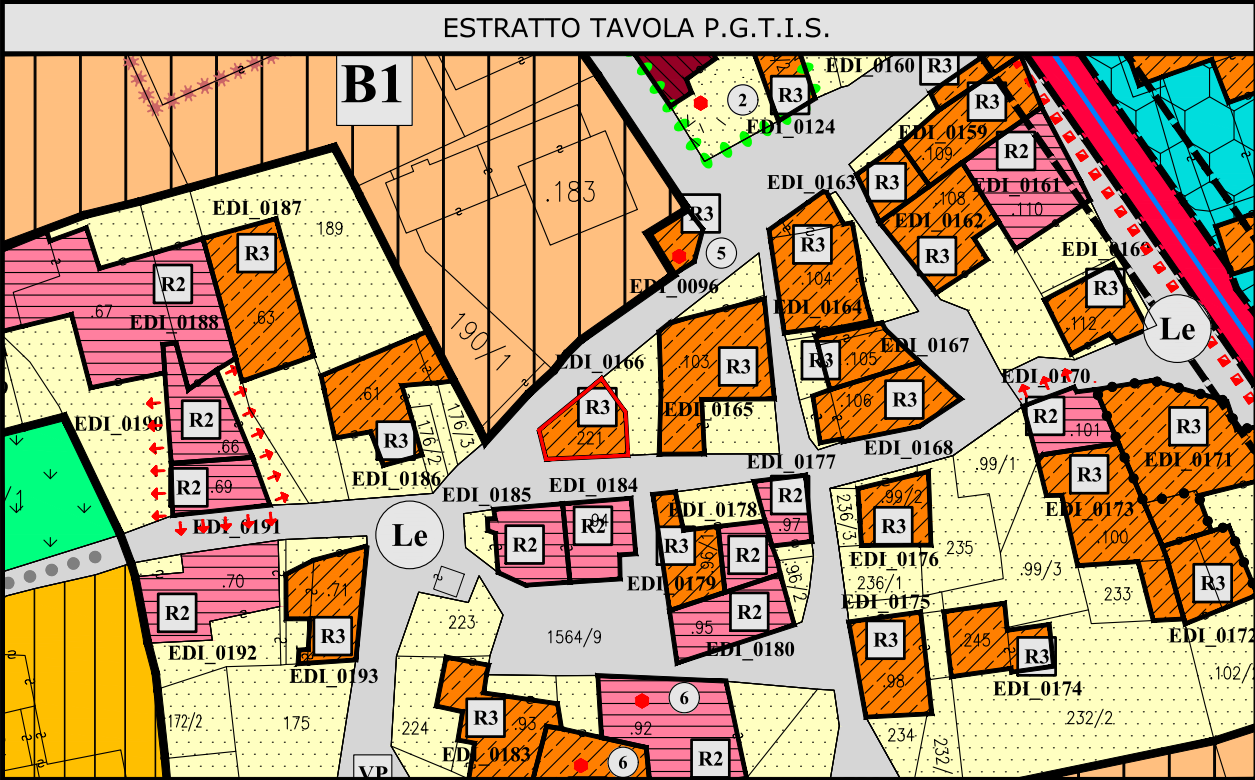 ESTRATTO TAVOLA P.G.T.I.S.
B1
EDI_0160
R3
2
R3
R3
EDI_0124
EDI_0159
.109
R2
EDI_0161
.110
EDI_0163
R3
.108
EDI_0162
R3
.183
EDI_0187
189
R3
R3
5
EDI_0096
R3
.104
EDI_0164
R3
.112
Le
R2
.67
EDI_0188
.63
190/1
EDI_0166
R3
221
.103
R3
EDI_0165
R3
.105
EDI_0167
.106
R3
EDI_0168
EDI_0170
R2
.101
R3
EDI_0171
.61
R3
176/2
176/3
EDI_0186
EDI_0190
R2
.66
R2
.69
EDI_0191
EDI_0185
EDI_0184
R2
R2
.94
Le
EDI_0177
R2
.97
EDI_0178
R3
.96/1
R2
.96/2
EDI_0179
.95
R2
EDI_0180
236/3
.99/2
R3
EDI_0176
236/1
235
.99/1
.99/3
R3
EDI_0173
.100
233
R3
EDI_0172
.102/
.70
R2
EDI_0192
.71
R3
EDI_0193
223
1564/9
EDI_0175
R3
.98
245
R3
EDI_0174
232/2
234
232/
172/2
175
224
R3
.93
EDI_0183
6
.92
R2
6
VP